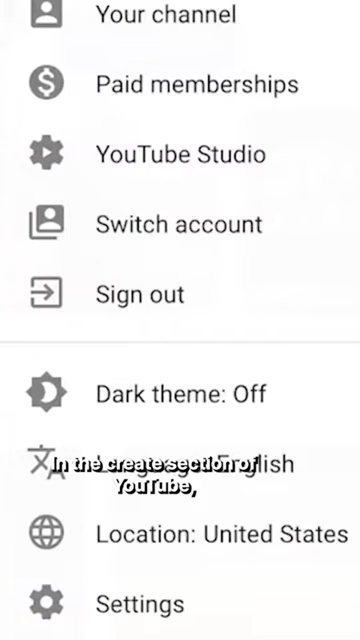 Your channel
Paid memberships
YouTube Studio
Switch account
Sign out
Dark theme: Off
In the create section of
YouTube,
English
Location: United States
Settings